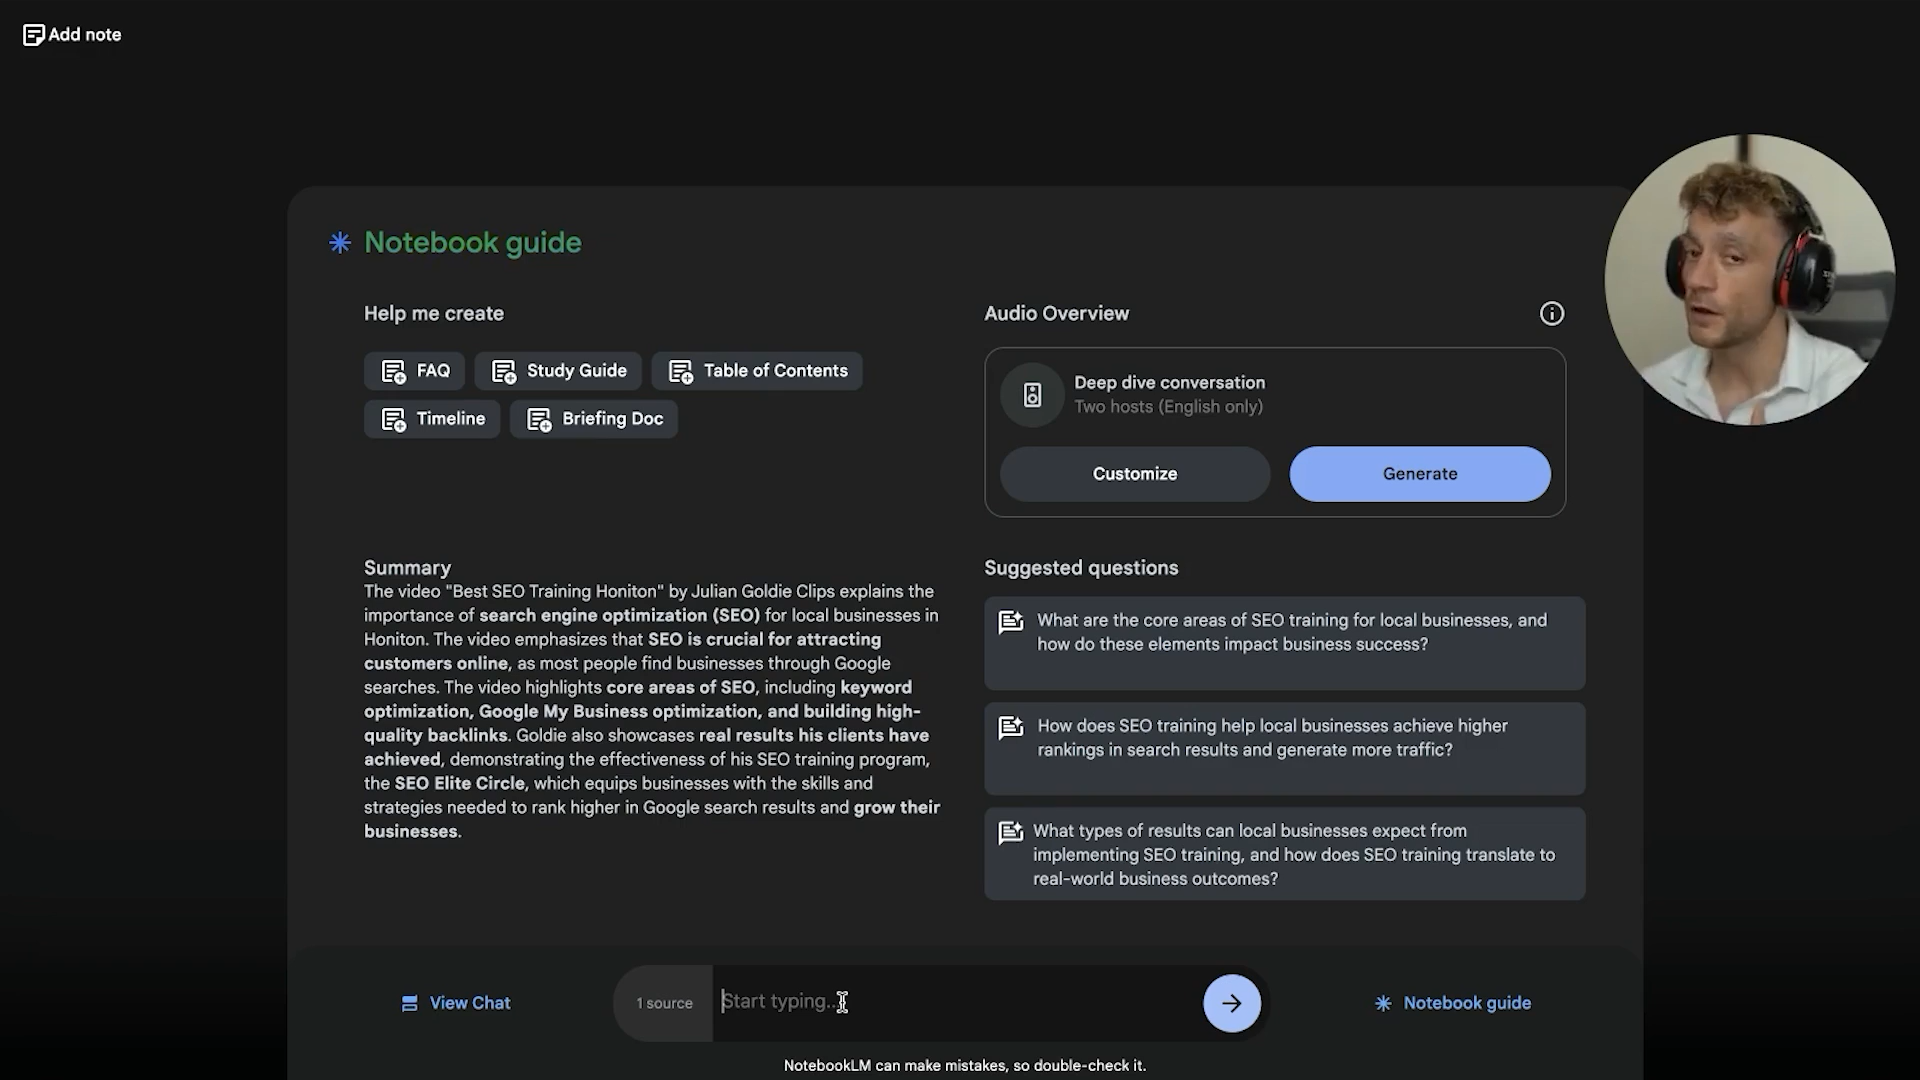 Add note
Notebook guide
Help me create
FAQ
Study Guide
Table of Contents
Timeline
Briefing Doc
Audio Overview
Deep dive conversation
Two hosts (English only)
Customize
Generate
Summary
The video "Best SEO Training Honiton" by Julian Goldie Clips explains the
importance of search engine optimization (SEO) for local businesses in
Honiton. The video emphasizes that SEO is crucial for attracting
customers online, as most people find businesses through Google
searches. The video highlights core areas of SEO, including keyword
optimization, Google My Business optimization, and building high-
quality backlinks. Goldie also showcases real results his clients have
achieved, demonstrating the effectiveness of his SEO training program,
the SEO Elite Circle, which equips businesses with the skills and
strategies needed to rank higher in Google search results and grow their
businesses.
Suggested questions
What are the core areas of SEO training for local businesses, and
how do these elements impact business success?
How does SEO training help local businesses achieve higher
rankings in search results and generate more traffic?
What types of results can local businesses expect from
implementing SEO training, and how does SEO training translate to
real-world business outcomes?
View Chat
1 source
Start typing...
Notebook guide
NotebookLM can make mistakes, so double-check it.